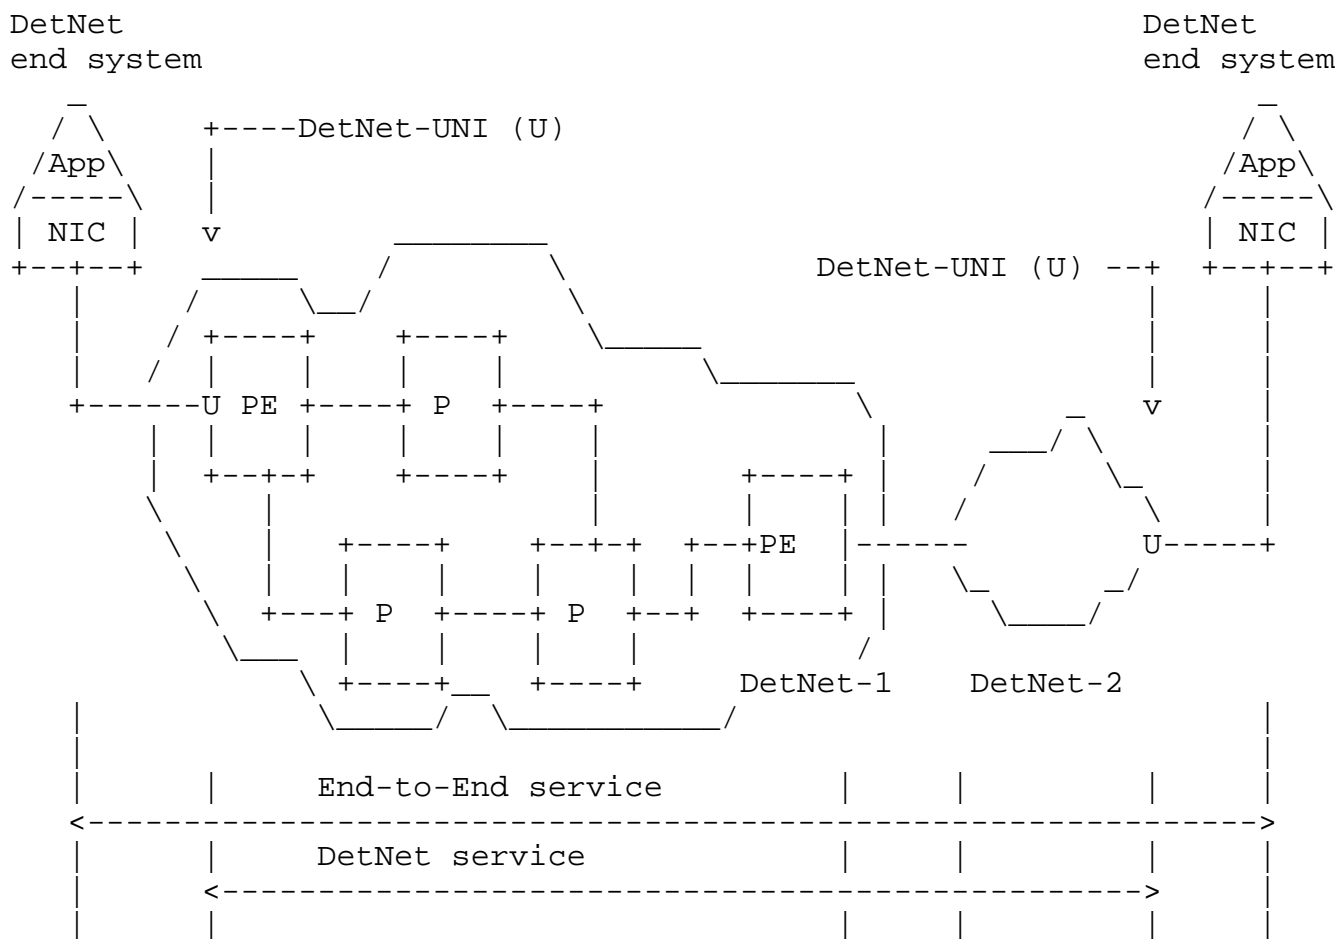 DetNet DetNet
end system end system
+----DetNet-UNI (U)
App App
NIC NIC
v
DetNet-UNI (U) --+
U PE P
v
PE U
P P
DetNet-1 DetNet-2
End-to-End service
DetNet service